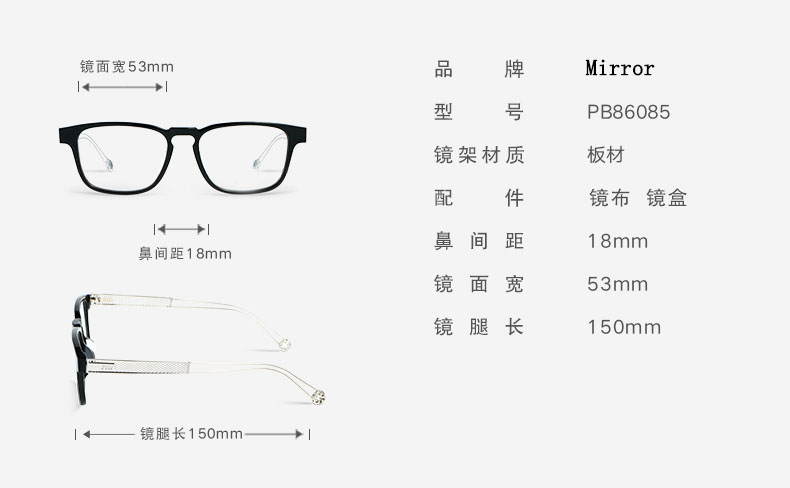 镜面宽53mm
鼻间距18mm
镜腿长150mm
品牌 Mirror
型号 PB86085
镜架材质 板材
配件 镜布 镜盒
鼻间距 18mm
镜面宽 53mm
镜腿长 150mm